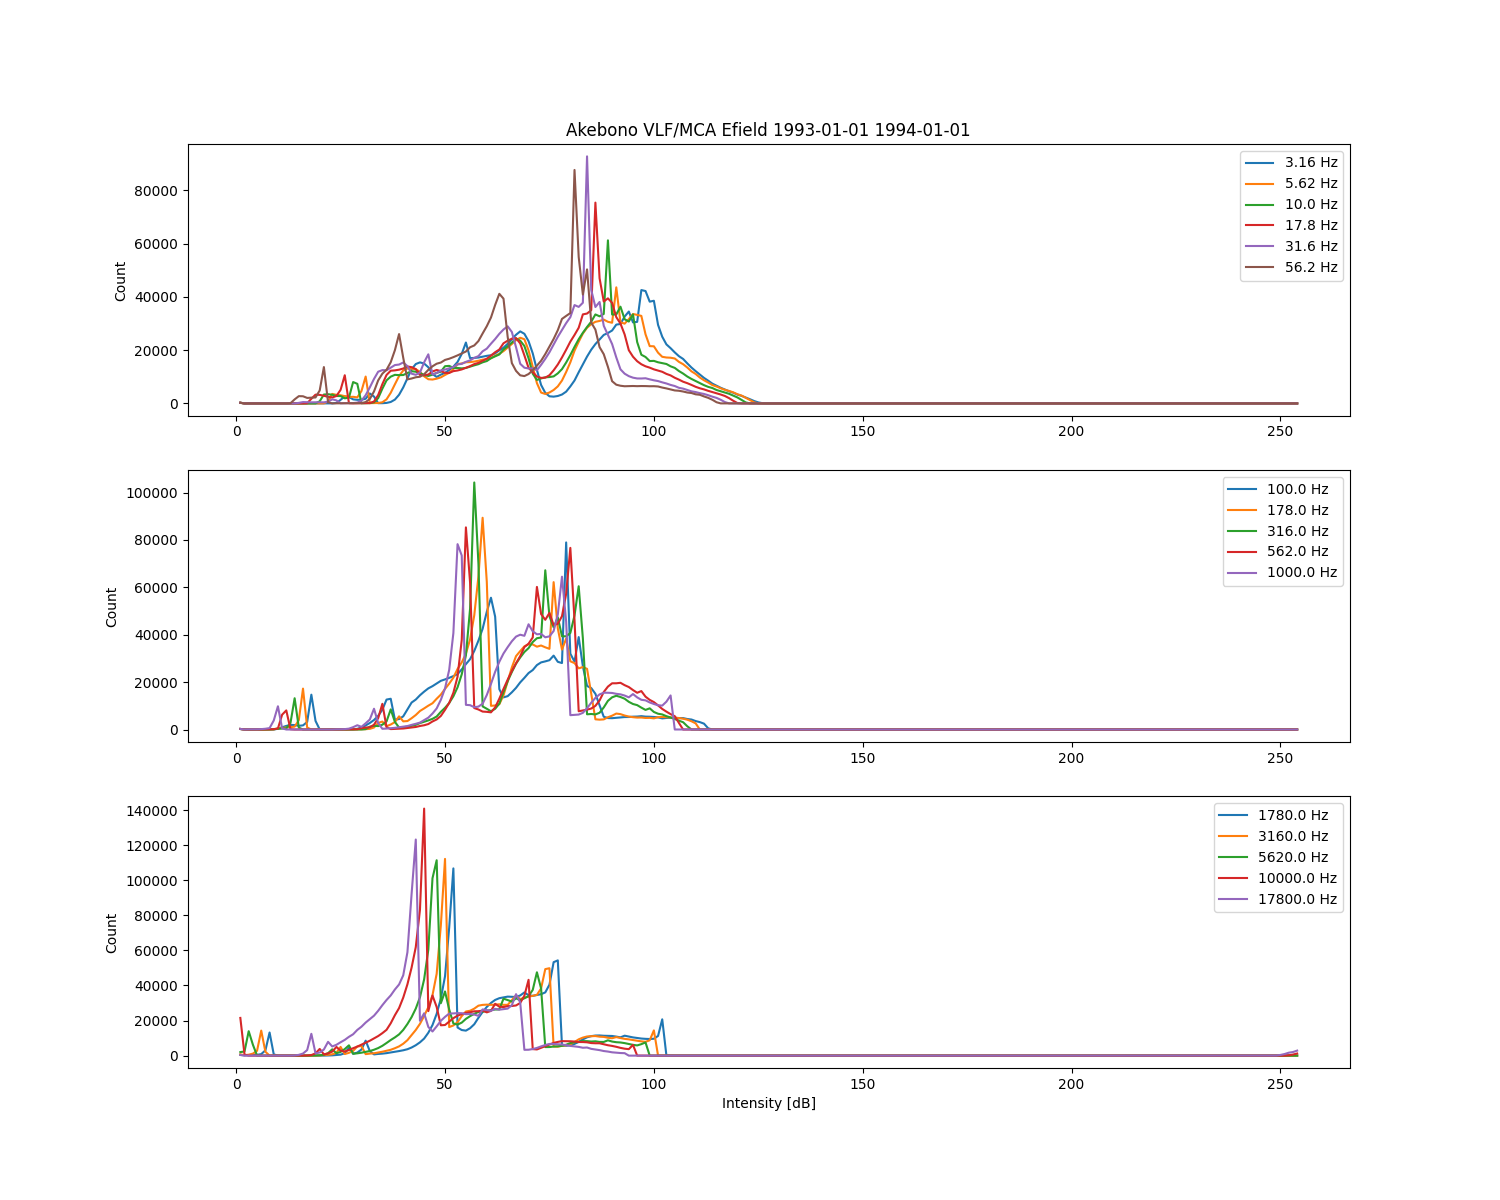 Akebono VLF/MCA Efield 1993-01-01 1994-01-01
80000
60000
40000
20000
0
Count
3.16 Hz
5.62 Hz
10.0 Hz
17.8 Hz
31.6 Hz
56.2 Hz
0 50 100 150 200 250
100000
80000
60000
40000
20000
0
Count
100.0 Hz
178.0 Hz
316.0 Hz
562.0 Hz
1000.0 Hz
0 50 100 150 200 250
140000
120000
100000
80000
60000
40000
20000
0
Count
1780.0 Hz
3160.0 Hz
5620.0 Hz
10000.0 Hz
17800.0 Hz
0 50 100 150 200 250
Intensity [dB]